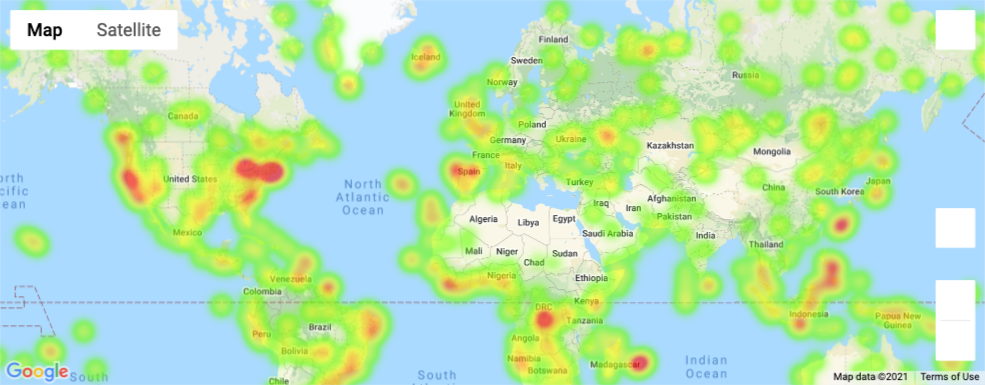 Map Satellite
Finland
Iceland
Sweden
Russia
Norway
Canada
United
Kingdom
Poland
Germany
Ukraine
Kazakhstan
France
Mongolia
Italy
Spain
United States
North
Atlantic
Ocean
Turkey
China
South Korea
Japan
Afghanistan
Iraq
Iran
Pakistan
Algeria
Libya
Egypt
Saudi Arabia
India
Mexico
Mali
Niger
Sudan
Chad
Thailand
Nigeria
Ethiopia
Venezuela
Colombia
Kenya
DRC
Tanzania
Indonesia
Papua New
Guinea
Brazil
Peru
Angola
Bolivia
Namibia
Botswana
Madagascar
Indian
Ocean
Chile
Google
South
South
Map data ©2021 Terms of Use